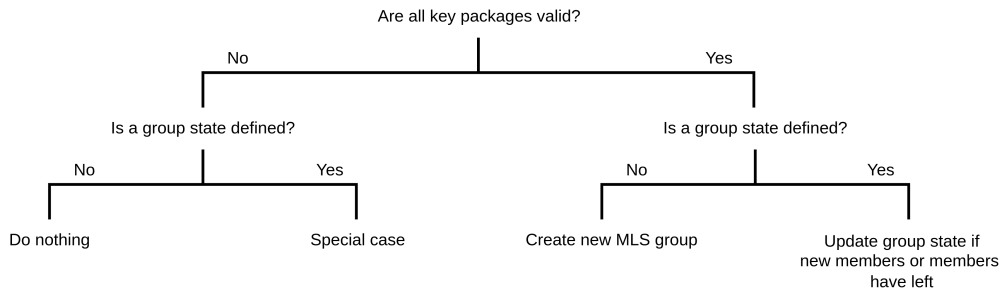 Are all key packages valid?
No
Yes
Is a group state defined?
Is a group state defined?
No
Yes
No
Yes
Do nothing
Special case
Create new MLS group
Update group state if
new members or members
have left